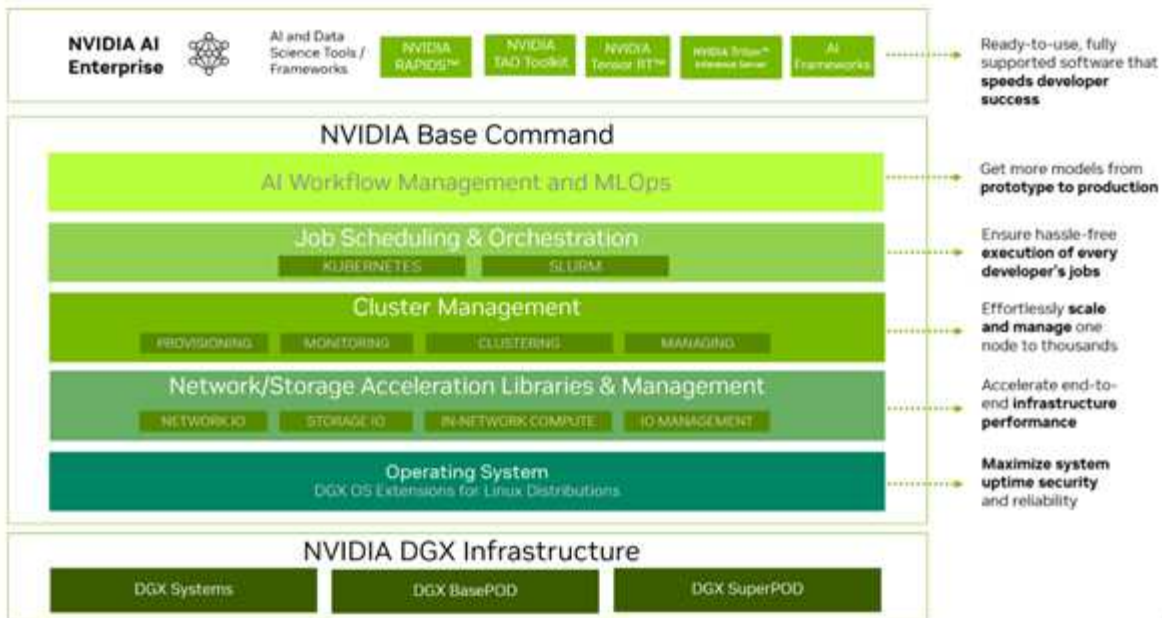 NVIDIA AI
Enterprise
AI and Data
Science Tools /
Frameworks
NVIDIA
RAPIDS™
NVIDIA
TAO Toolkit
NVIDIA
Tensor RT™
NVIDIA Triton™
Inference Server
AI
Frameworks
Ready-to-use, fully
supported software that
speeds developer
success
NVIDIA Base Command
AI Workflow Management and MLOps
Get more models from
prototype to production
Job Scheduling & Orchestration
KUBERNETES
SLURM
Ensure hassle-free
execution of every
developer's jobs
Cluster Management
PROVISIONING
MONITORING
CLUSTERING
MANAGING
Effortlessly scale
and manage one
node to thousands
Network/Storage Acceleration Libraries & Management
NETWORK IO
STORAGE IO
IN-NETWORK COMPUTE
IO MANAGEMENT
Accelerate end-to-
end infrastructure
performance
Operating System
DGX OS Extensions for Linux Distributions
Maximize system
uptime security
and reliability
NVIDIA DGX Infrastructure
DGX Systems
DGX BasePOD
DGX SuperPOD